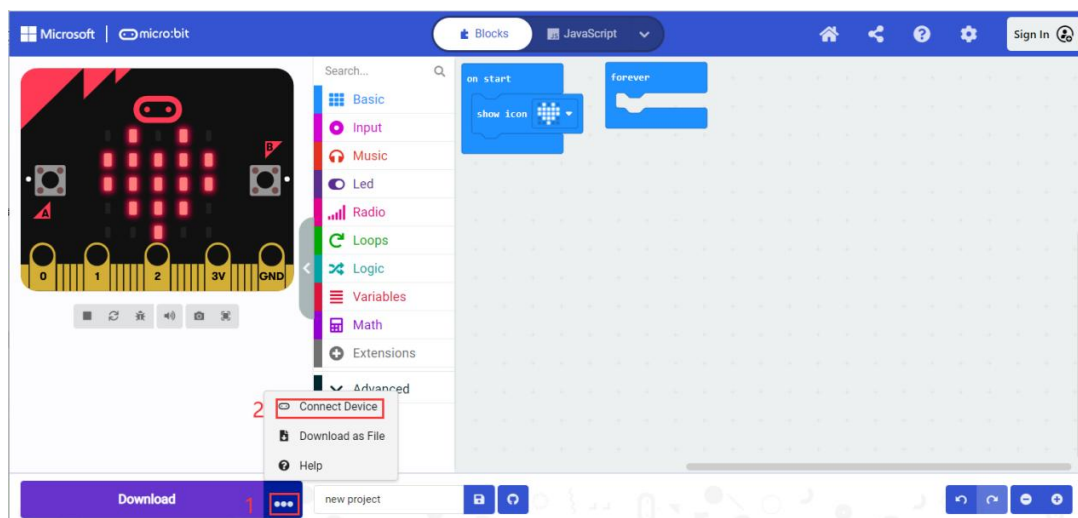 Microsoft | micro:bit
Blocks
JavaScript
Sign In
Search...
Basic
Input
Music
Led
Radio
Loops
Logic
Variables
Math
Extensions
Advanced
on start
show icon
forever
A
B
0
1
2
3V
GND
2
Connect Device
Download as File
Help
Download
1
new project